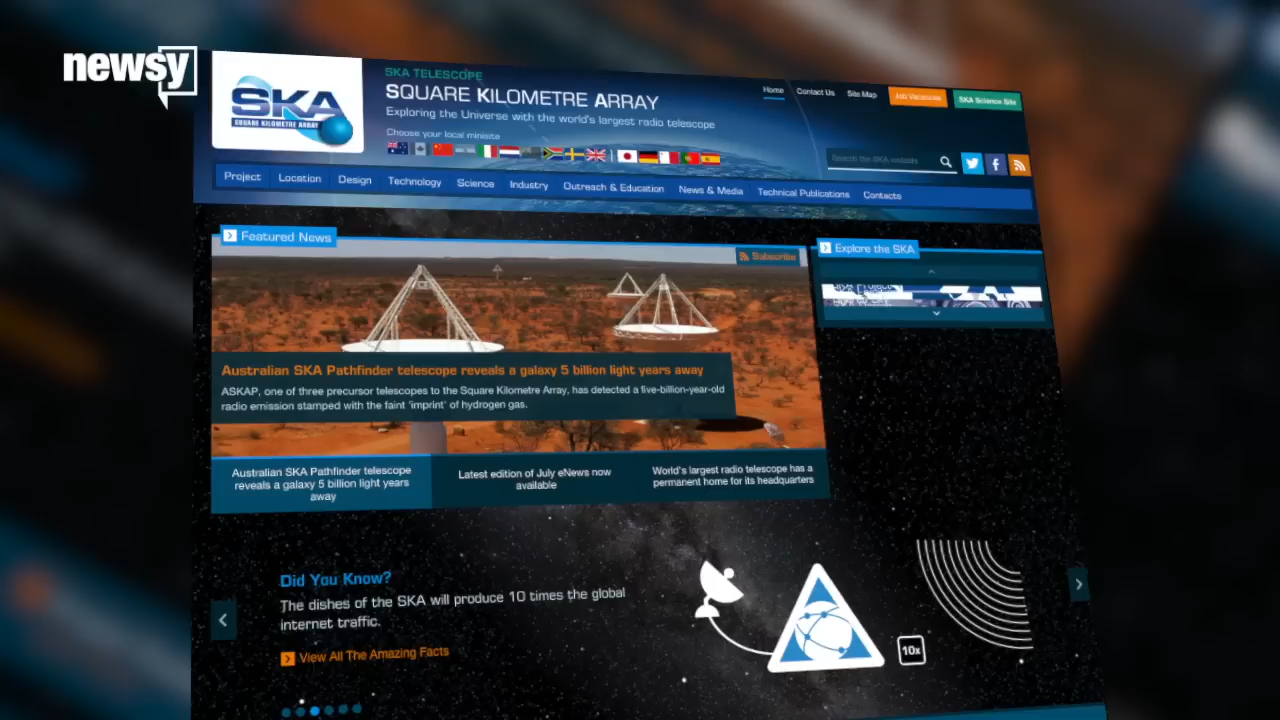 newsy
SKA
SQUARE KILOMETRE ARRAY
SKA TELESCOPE
SQUARE KILOMETRE ARRAY
Exploring the Universe with the world's largest radio telescope
Choose your local minisite
Home Contact Us Site Map Job Vacancies SKA Science Site
Search the SKA website
Project Location Design Technology Science Industry Outreach & Education News & Media Technical Publications Contacts
Featured News
Subscribe
Explore the SKA
Australian SKA Pathfinder telescope reveals a galaxy 5 billion light years away
ASKAP, one of three precursor telescopes to the Square Kilometre Array, has detected a five-billion-year-old
radio emission stamped with the faint 'imprint' of hydrogen gas.
Australian SKA Pathfinder telescope
reveals a galaxy 5 billion light years
away
Latest edition of July eNews now
available
World's largest radio telescope has a
permanent home for its headquarters
Did You Know?
The dishes of the SKA will produce 10 times the global
internet traffic.
View All The Amazing Facts
10x